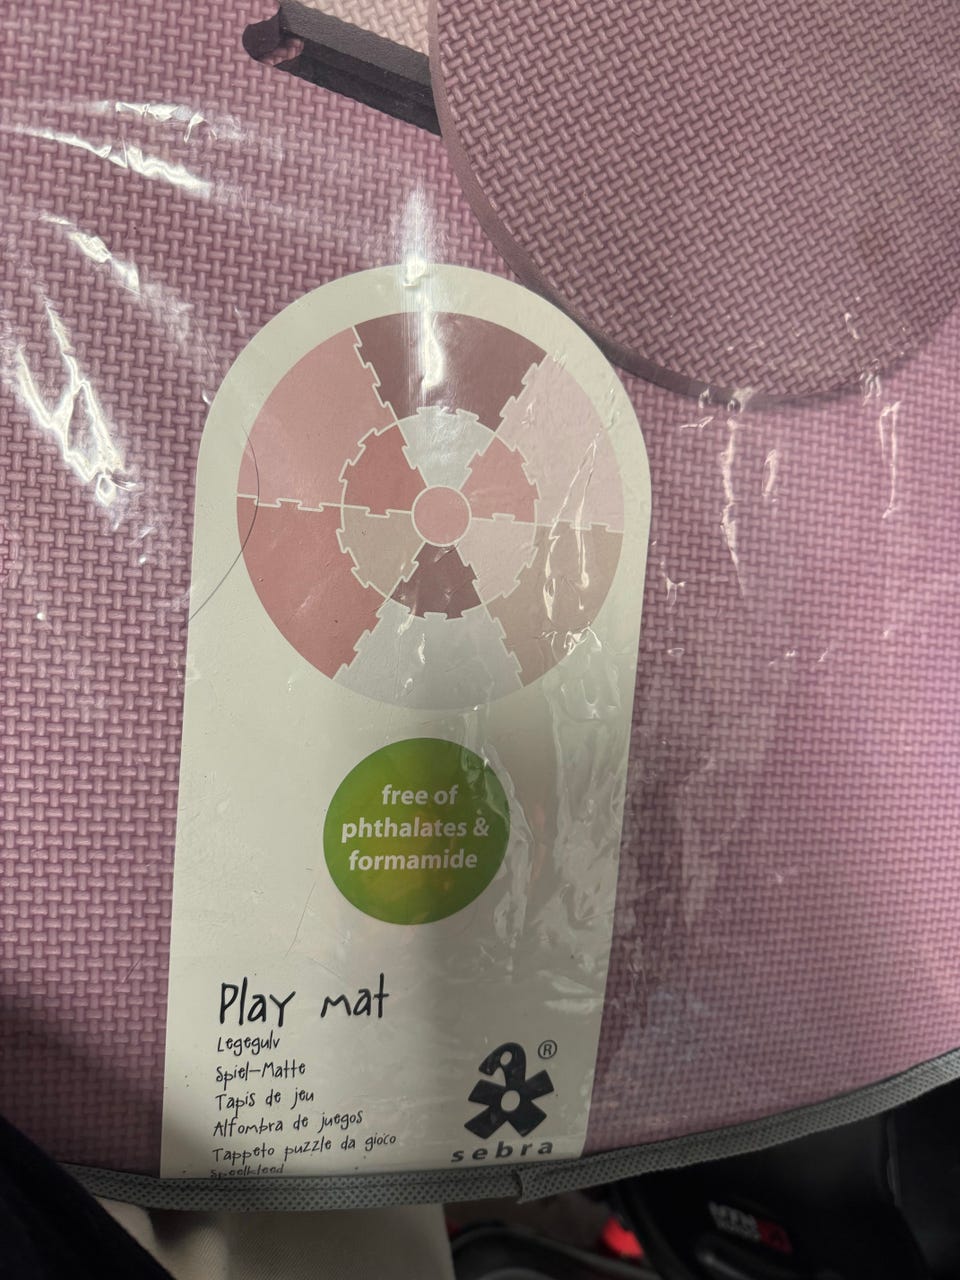 free of
phthalates &
formamide
Play mat
Legegulv
Spiel-Matte
Tapis de jeu
Alfombra de juegos
Tappeto puzzle da gioco
Speelkleed
®
sebra